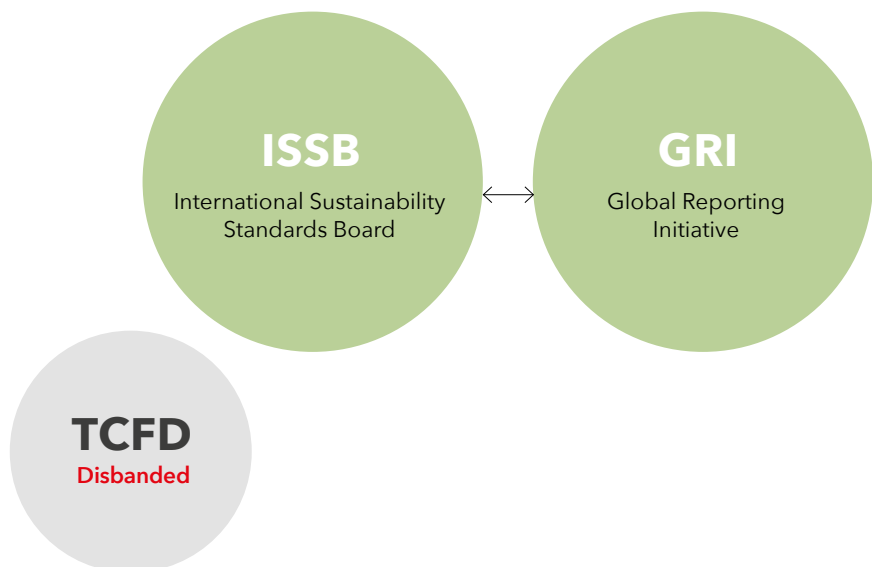 ISSB
International Sustainability
Standards Board
GRI
Global Reporting
Initiative
TCFD
Disbanded